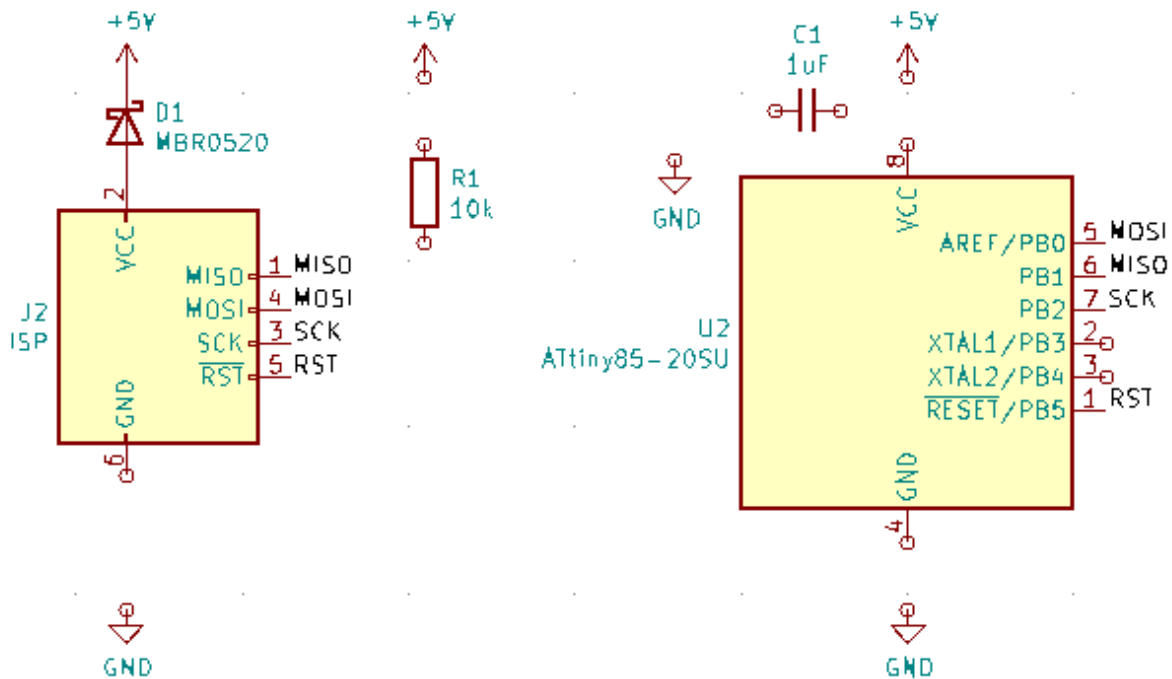 +5V
D1
MBR0520
2
VCC
MISO 1 MISO
MOSI 4 MOSI
SCK 3 SCK
RST 5 RST
J2
ISP
GND
6
GND
+5V
R1
10k
C1
1uF
GND
+5V
8
VCC
AREF/PB0 5 MOSI
PB1 6 MISO
PB2 7 SCK
XTAL1/PB3 2
XTAL2/PB4 3
RESET/PB5 1 RST
U2
ATtiny85-20SU
GND
4
GND